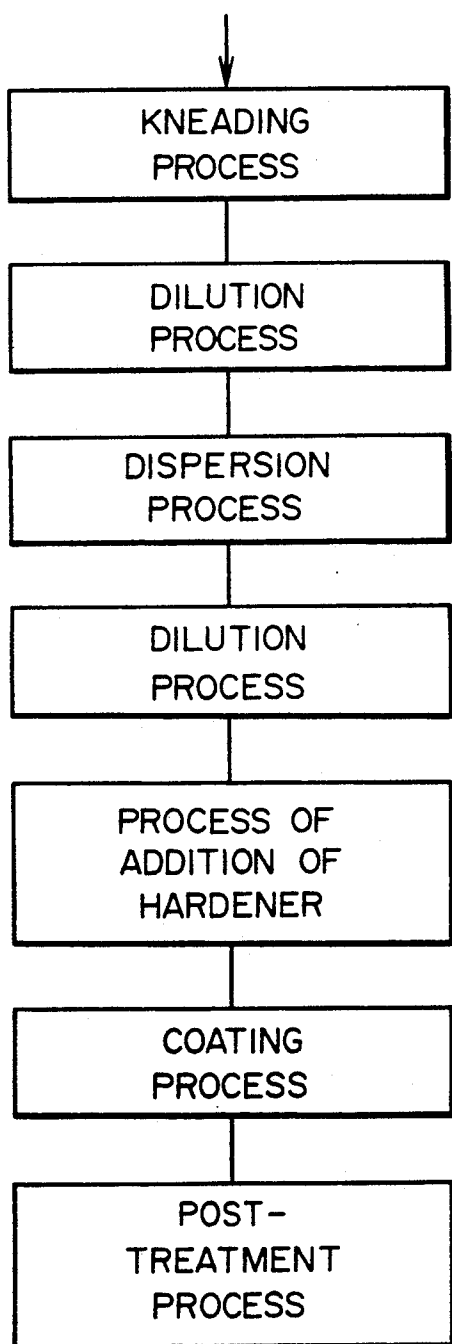 KNEADING
PROCESS
DILUTION
PROCESS
DISPERSION
PROCESS
DILUTION
PROCESS
PROCESS OF
ADDITION OF
HARDENER
COATING
PROCESS
POST-
TREATMENT
PROCESS